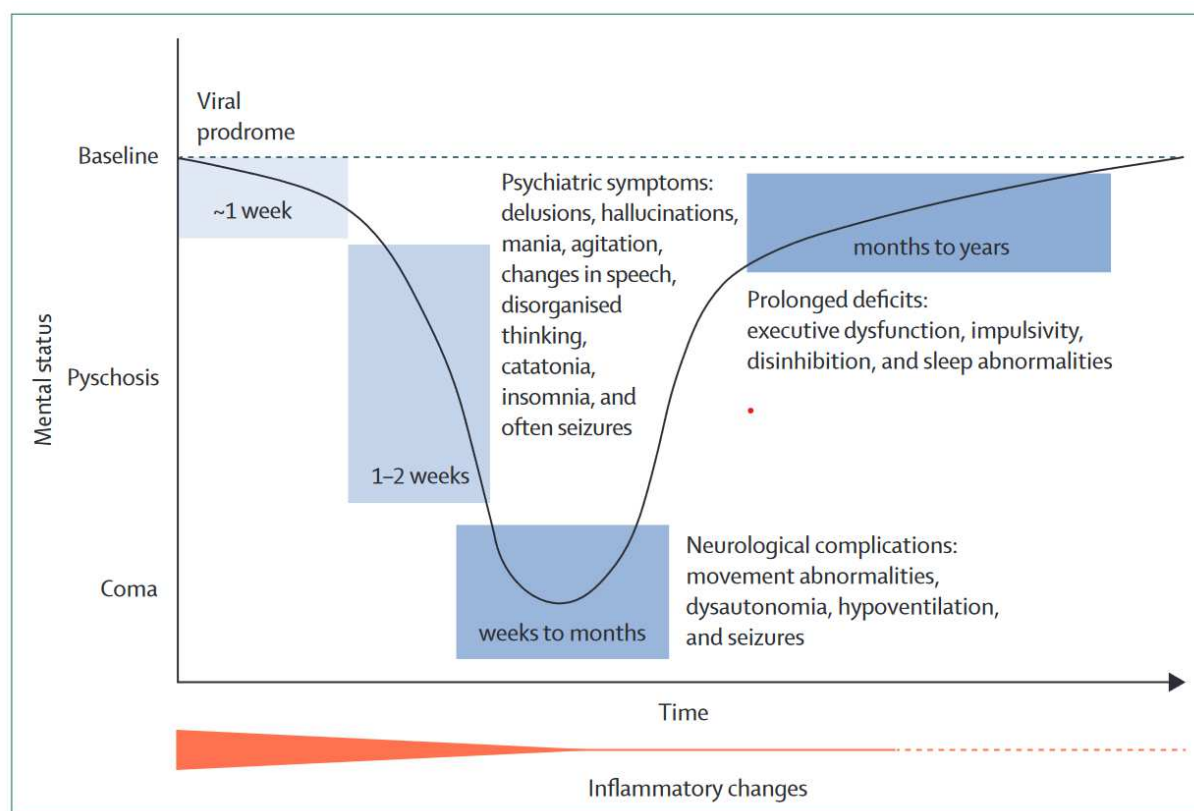 Viral
prodrome
Baseline
~1 week
Psychiatric symptoms:
delusions, hallucinations,
mania, agitation,
changes in speech,
disorganised
thinking,
catatonia,
insomnia, and
often seizures
months to years
Prolonged deficits:
executive dysfunction, impulsivity,
disinhibition, and sleep abnormalities
Mental status
Pyschosis
1–2 weeks
Neurological complications:
movement abnormalities,
dysautonomia, hypoventilation,
and seizures
Coma
weeks to months
Time
Inflammatory changes